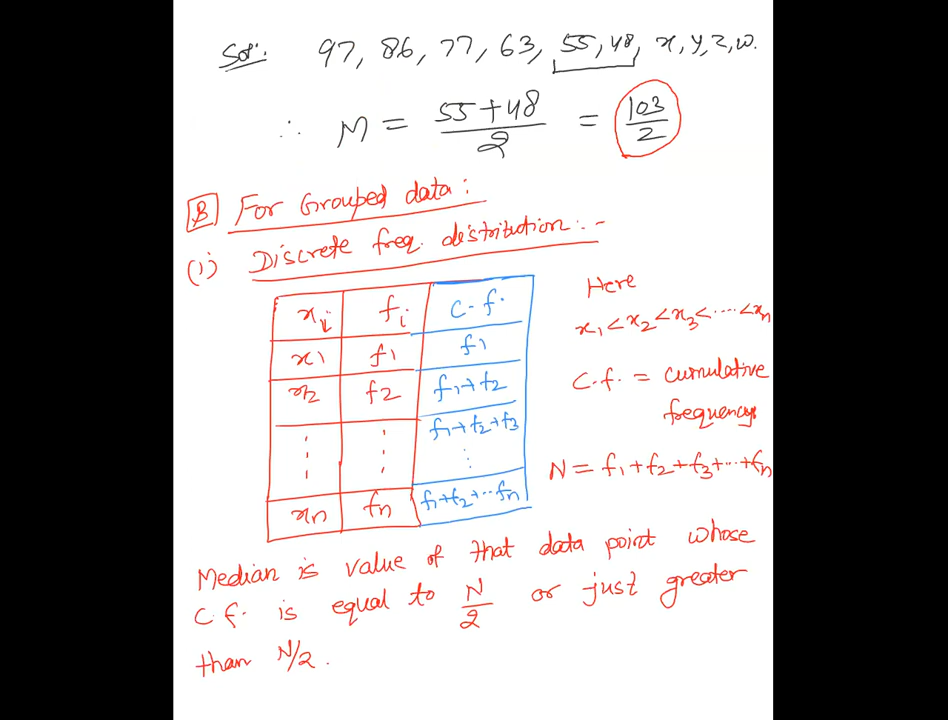 Sol:
97, 86, 77, 63, 55, 48, x, y, z, w.
∴ M = 55+48/2 = 103/2
B For Grouped data:
(i) Discrete freq. distribution:-
xi fi C.f.
x1 f1 f1
x2 f2 f1+f2
⋮ ⋮ f1+f2+f3
⋮
xn fn f1+f2+...fn
Here
x1<x2<x3<....<xn
C.f. = cumulative
frequency
N = f1+f2+f3+...+fn
Median is value of that data point whose
C.f. is equal to N/2 or just greater
than N/2.